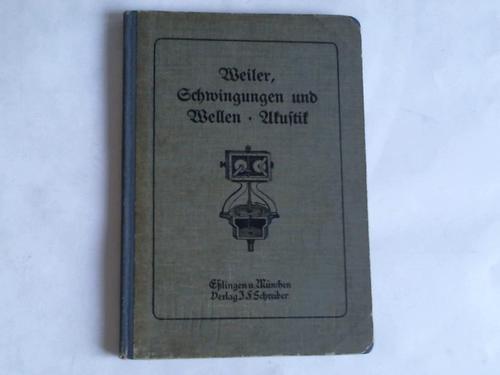 Weiler,
Schwingungen und
Wellen · Akustik
Eßlingen u. München
Verlag J. F. Schreiber